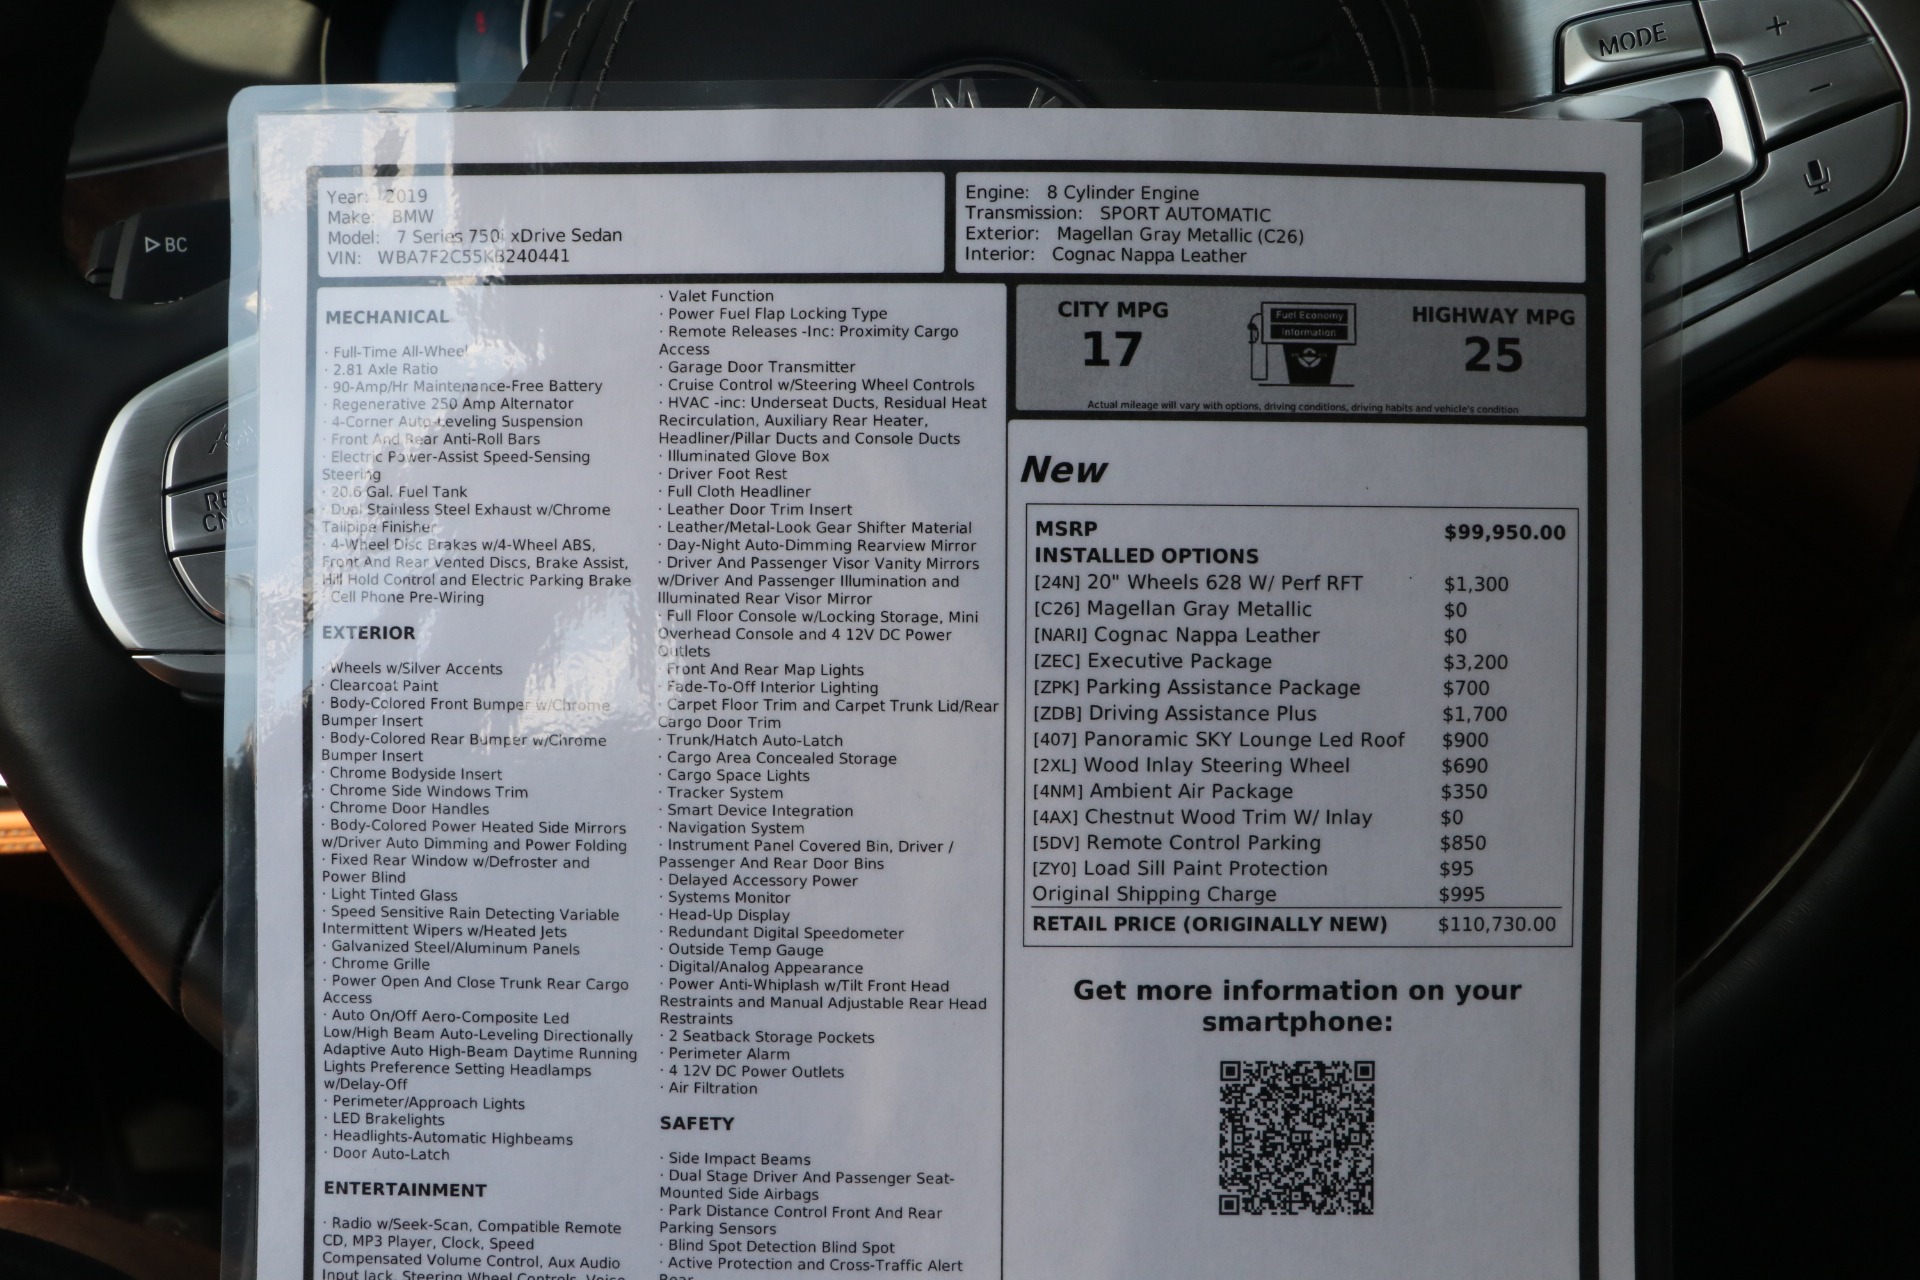 MODE
+
−
BC
Year: 2019
Make: BMW
Model: 7 Series 750i xDrive Sedan
VIN: WBA7F2C55KB240441
Engine: 8 Cylinder Engine
Transmission: SPORT AUTOMATIC
Exterior: Magellan Gray Metallic (C26)
Interior: Cognac Nappa Leather
MECHANICAL
· Full-Time All-Wheel
· 2.81 Axle Ratio
· 90-Amp/Hr Maintenance-Free Battery
· Regenerative 250 Amp Alternator
· 4-Corner Auto-Leveling Suspension
· Front And Rear Anti-Roll Bars
· Electric Power-Assist Speed-Sensing
Steering
· 20.6 Gal. Fuel Tank
· Dual Stainless Steel Exhaust w/Chrome
Tailpipe Finisher
· 4-Wheel Disc Brakes w/4-Wheel ABS,
Front And Rear Vented Discs, Brake Assist,
Hill Hold Control and Electric Parking Brake
· Cell Phone Pre-Wiring
EXTERIOR
· Wheels w/Silver Accents
· Clearcoat Paint
· Body-Colored Front Bumper w/Chrome
Bumper Insert
· Body-Colored Rear Bumper w/Chrome
Bumper Insert
· Chrome Bodyside Insert
· Chrome Side Windows Trim
· Chrome Door Handles
· Body-Colored Power Heated Side Mirrors
w/Driver Auto Dimming and Power Folding
· Fixed Rear Window w/Defroster and
Power Blind
· Light Tinted Glass
· Speed Sensitive Rain Detecting Variable
Intermittent Wipers w/Heated Jets
· Galvanized Steel/Aluminum Panels
· Chrome Grille
· Power Open And Close Trunk Rear Cargo
Access
· Auto On/Off Aero-Composite Led
Low/High Beam Auto-Leveling Directionally
Adaptive Auto High-Beam Daytime Running
Lights Preference Setting Headlamps
w/Delay-Off
· Perimeter/Approach Lights
· LED Brakelights
· Headlights-Automatic Highbeams
· Door Auto-Latch
ENTERTAINMENT
· Radio w/Seek-Scan, Compatible Remote
CD, MP3 Player, Clock, Speed
Compensated Volume Control, Aux Audio
Input Jack, Steering Wheel Controls, Voice
· Valet Function
· Power Fuel Flap Locking Type
· Remote Releases -Inc: Proximity Cargo
Access
· Garage Door Transmitter
· Cruise Control w/Steering Wheel Controls
· HVAC -inc: Underseat Ducts, Residual Heat
Recirculation, Auxiliary Rear Heater,
Headliner/Pillar Ducts and Console Ducts
· Illuminated Glove Box
· Driver Foot Rest
· Full Cloth Headliner
· Leather Door Trim Insert
· Leather/Metal-Look Gear Shifter Material
· Day-Night Auto-Dimming Rearview Mirror
· Driver And Passenger Visor Vanity Mirrors
w/Driver And Passenger Illumination and
Illuminated Rear Visor Mirror
· Full Floor Console w/Locking Storage, Mini
Overhead Console and 4 12V DC Power
Outlets
· Front And Rear Map Lights
· Fade-To-Off Interior Lighting
· Carpet Floor Trim and Carpet Trunk Lid/Rear
Cargo Door Trim
· Trunk/Hatch Auto-Latch
· Cargo Area Concealed Storage
· Cargo Space Lights
· Tracker System
· Smart Device Integration
· Navigation System
· Instrument Panel Covered Bin, Driver /
Passenger And Rear Door Bins
· Delayed Accessory Power
· Systems Monitor
· Head-Up Display
· Redundant Digital Speedometer
· Outside Temp Gauge
· Digital/Analog Appearance
· Power Anti-Whiplash w/Tilt Front Head
Restraints and Manual Adjustable Rear Head
Restraints
· 2 Seatback Storage Pockets
· Perimeter Alarm
· 4 12V DC Power Outlets
· Air Filtration
SAFETY
· Side Impact Beams
· Dual Stage Driver And Passenger Seat-
Mounted Side Airbags
· Park Distance Control Front And Rear
Parking Sensors
· Blind Spot Detection Blind Spot
· Active Protection and Cross-Traffic Alert
Rear
CITY MPG
17
Fuel Economy
Information
HIGHWAY MPG
25
Actual mileage will vary with options, driving conditions, driving habits and vehicle's condition
New
MSRP $99,950.00
INSTALLED OPTIONS
[24N] 20" Wheels 628 W/ Perf RFT $1,300
[C26] Magellan Gray Metallic $0
[NARI] Cognac Nappa Leather $0
[ZEC] Executive Package $3,200
[ZPK] Parking Assistance Package $700
[ZDB] Driving Assistance Plus $1,700
[407] Panoramic SKY Lounge Led Roof $900
[2XL] Wood Inlay Steering Wheel $690
[4NM] Ambient Air Package $350
[4AX] Chestnut Wood Trim W/ Inlay $0
[5DV] Remote Control Parking $850
[ZY0] Load Sill Paint Protection $95
Original Shipping Charge $995
RETAIL PRICE (ORIGINALLY NEW) $110,730.00
Get more information on your
smartphone: